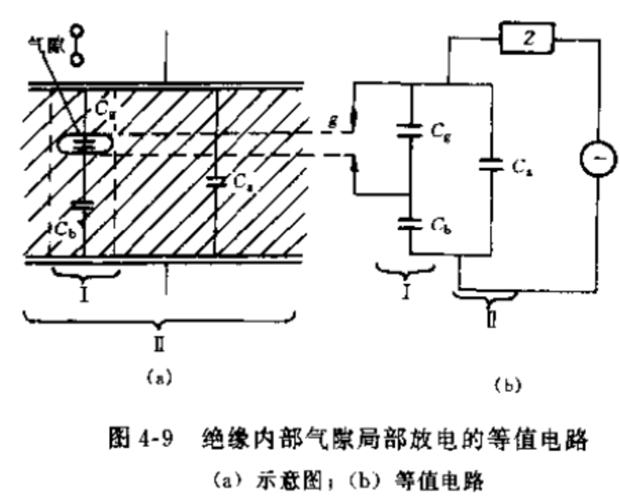 气隙
C_g
C_b
C_a
Ⅰ
Ⅱ
(a)
g
C_g
C_b
C_a
Z
~
Ⅰ
Ⅱ
(b)
图 4-9 绝缘内部气隙局部放电的等值电路
(a) 示意图；(b) 等值电路